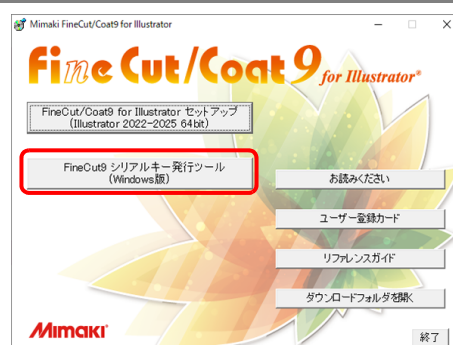 Mimaki FineCut/Coat9 for Illustrator
Fine Cut/Coat 9 for Illustrator®
FineCut/Coat9 for Illustrator セットアップ
(Illustrator 2022-2025 64bit)
FineCut9 シリアルキー発行ツール
(Windows版)
お読みください
ユーザー登録カード
リファレンスガイド
ダウンロードフォルダを開く
Mimaki
終了